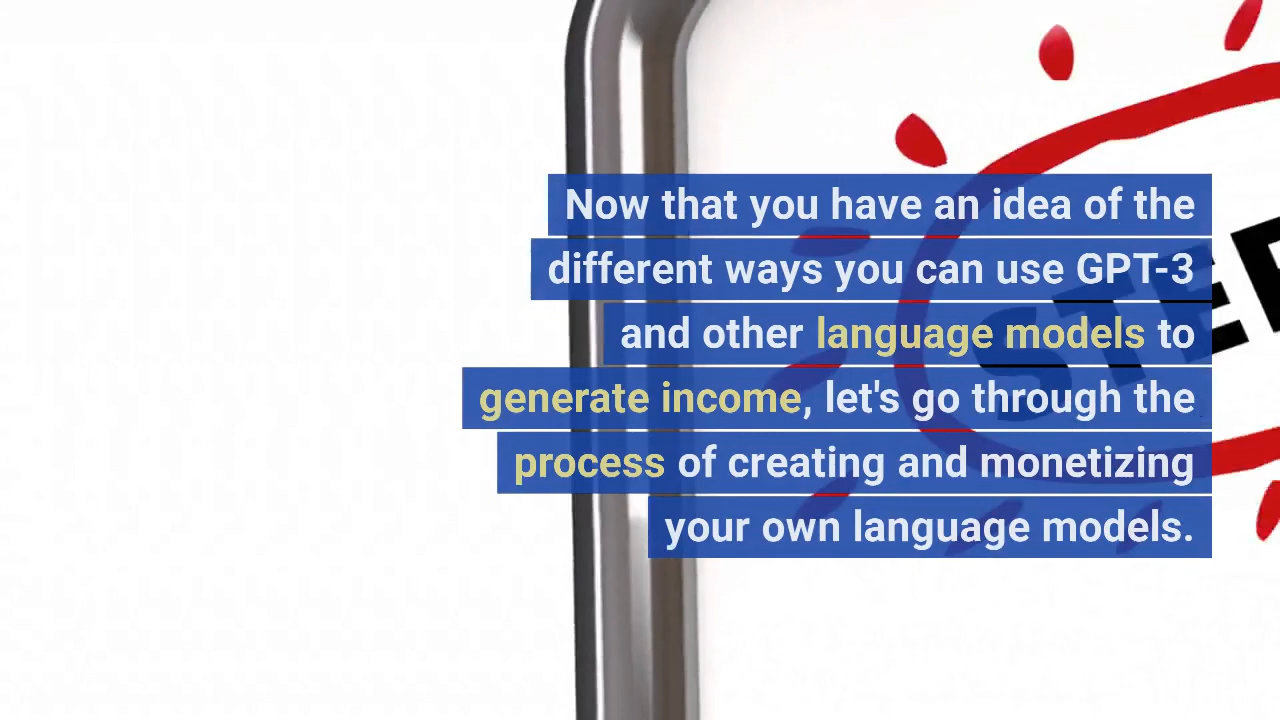 Now that you have an idea of the
different ways you can use GPT-3
and other language models to
generate income, let's go through the
process of creating and monetizing
your own language models.